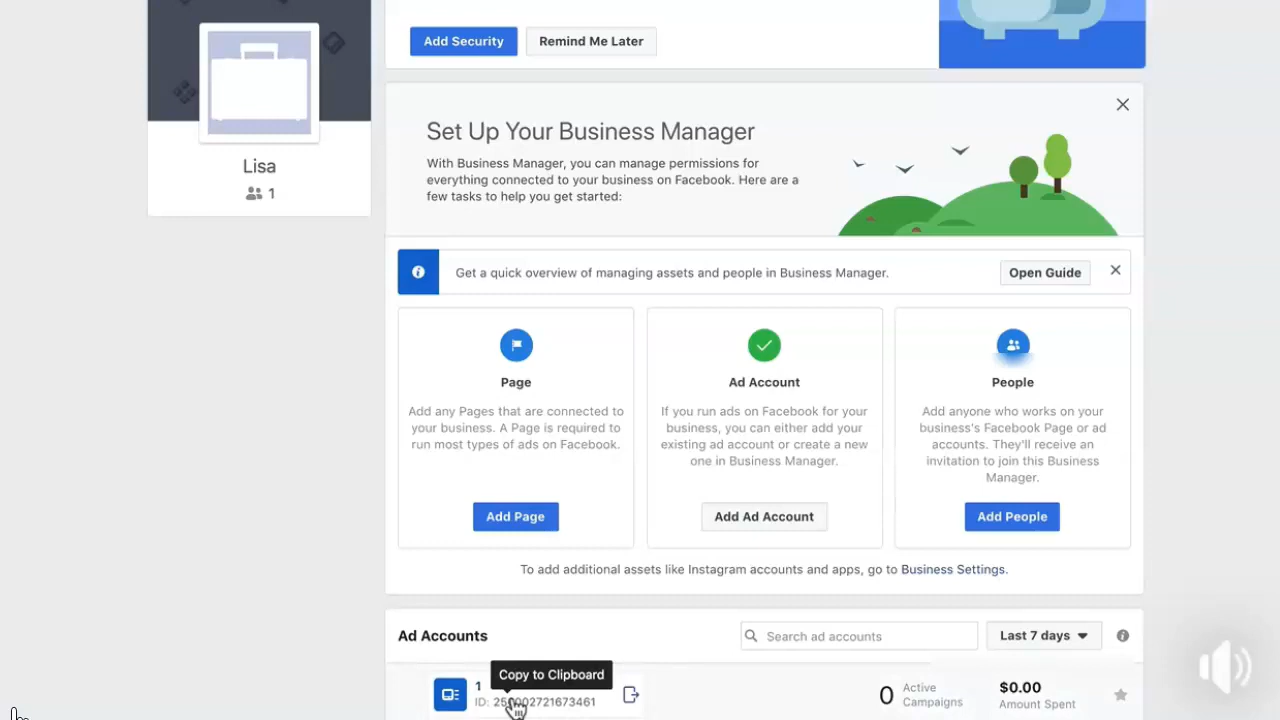 Add Security
Remind Me Later
Lisa
1
Set Up Your Business Manager
With Business Manager, you can manage permissions for
everything connected to your business on Facebook. Here are a
few tasks to help you get started:
Get a quick overview of managing assets and people in Business Manager.
Open Guide
Page
Add any Pages that are connected to
your business. A Page is required to
run most types of ads on Facebook.
Add Page
Ad Account
If you run ads on Facebook for your
business, you can either add your
existing ad account or create a new
one in Business Manager.
Add Ad Account
People
Add anyone who works on your
business's Facebook Page or ad
accounts. They'll receive an
invitation to join this Business
Manager.
Add People
To add additional assets like Instagram accounts and apps, go to Business Settings.
Ad Accounts
Search ad accounts
Last 7 days
Copy to Clipboard
1
ID:
0
Active
Campaigns
$0.00
Amount Spent